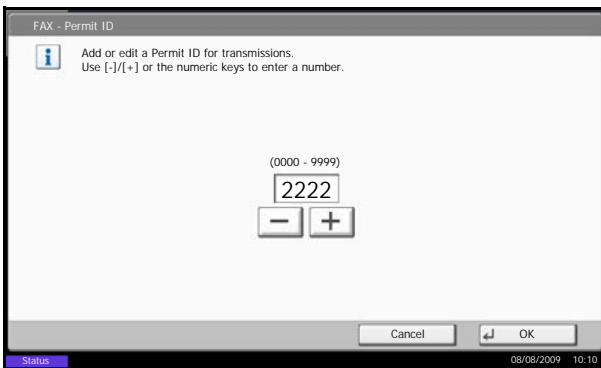 FAX - Permit ID
Add or edit a Permit ID for transmissions.
Use [-]/[+] or the numeric keys to enter a number.
(0000 - 9999)
2222
− +
Cancel OK
Status 08/08/2009 10:10